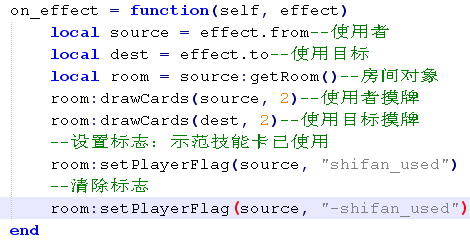 on_effect = function(self, effect)
local source = effect.from--使用者
local dest = effect.to--使用目标
local room = source:getRoom()--房间对象
room:drawCards(source, 2)--使用者摸牌
room:drawCards(dest, 2)--使用目标摸牌
--设置标志：示范技能卡已使用
room:setPlayerFlag(source, "shifan_used")
--清除标志
room:setPlayerFlag(source, "-shifan_used")
end